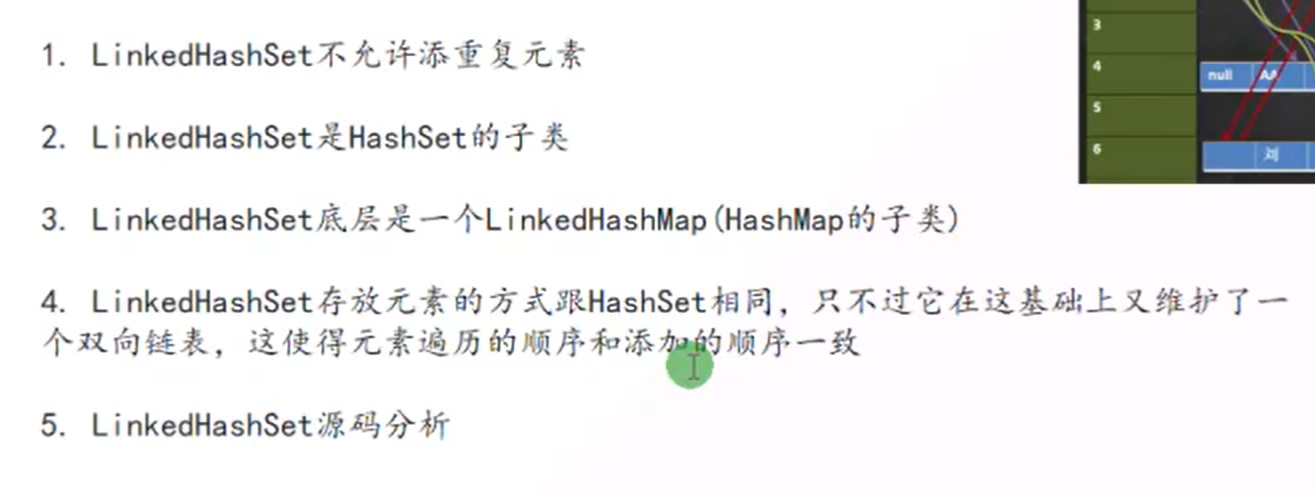 1. LinkedHashSet不允许添重复元素
2. LinkedHashSet是HashSet的子类
3. LinkedHashSet底层是一个LinkedHashMap(HashMap的子类)
4. LinkedHashSet存放元素的方式跟HashSet相同，只不过它在这基础上又维护了一
个双向链表，这使得元素遍历的顺序和添加的顺序一致
5. LinkedHashSet源码分析
3
4
null AA
5
6
刘